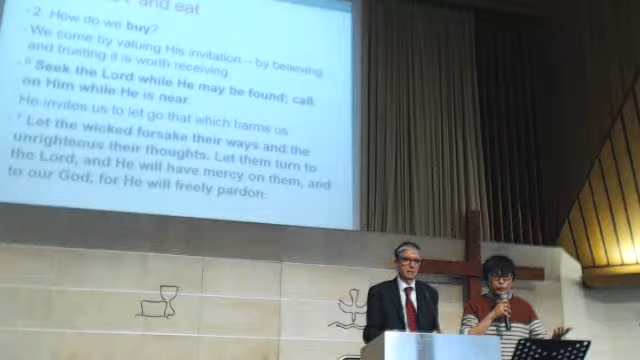 and eat
- 2. How do we buy?
We come by valuing His invitation – by believing
and trusting it is worth receiving
6 Seek the Lord while He may be found; call
on Him while He is near.
He invites us to let go that which harms us
7 Let the wicked forsake their ways and the
unrighteous their thoughts. Let them turn to
the Lord, and He will have mercy on them, and
to our God, for He will freely pardon.